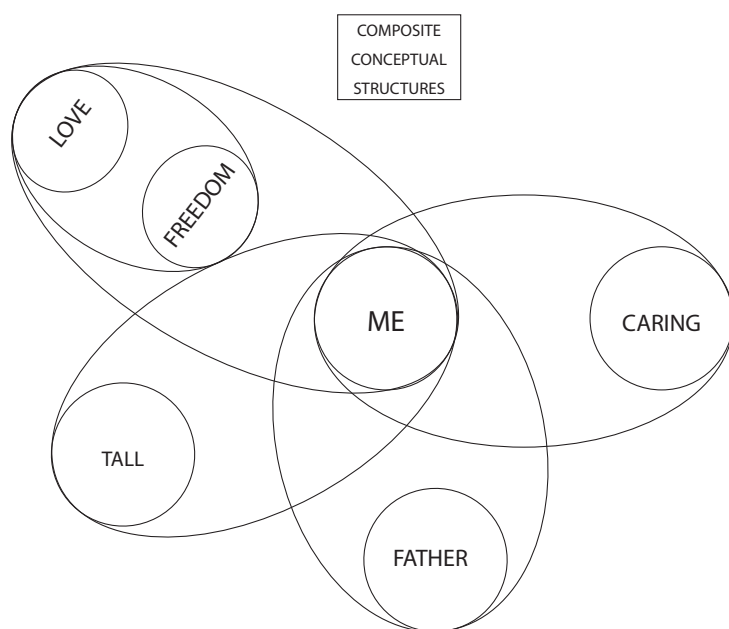 COMPOSITE
CONCEPTUAL
STRUCTURES
LOVE
FREEDOM
ME
CARING
TALL
FATHER